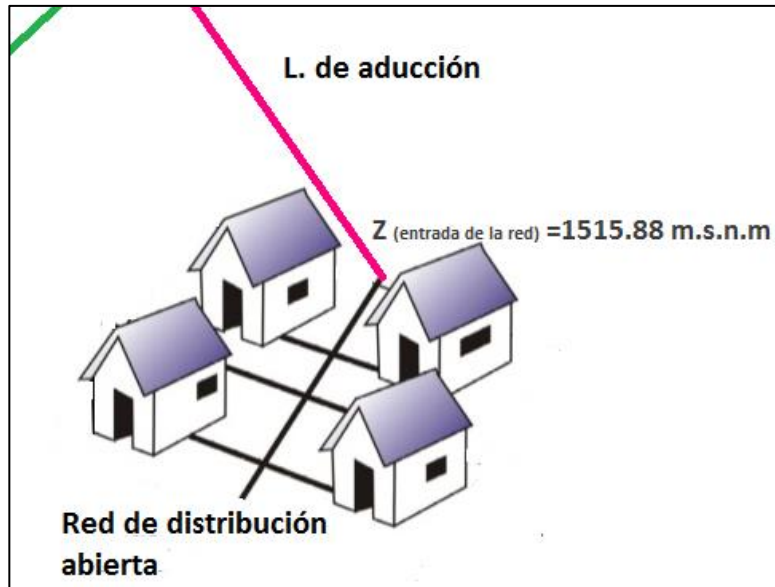 L. de aducción
Z (entrada de la red) =1515.88 m.s.n.m
Red de distribución
abierta